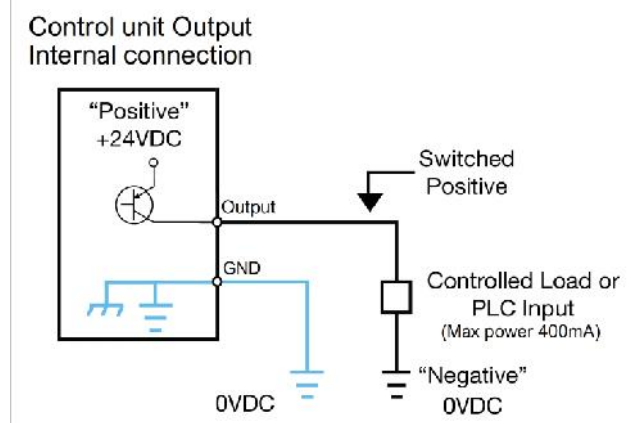 Control unit Output
Internal connection
“Positive”
+24VDC
Switched
Positive
Output
GND
Controlled Load or
PLC Input
(Max power 400mA)
“Negative”
0VDC
0VDC